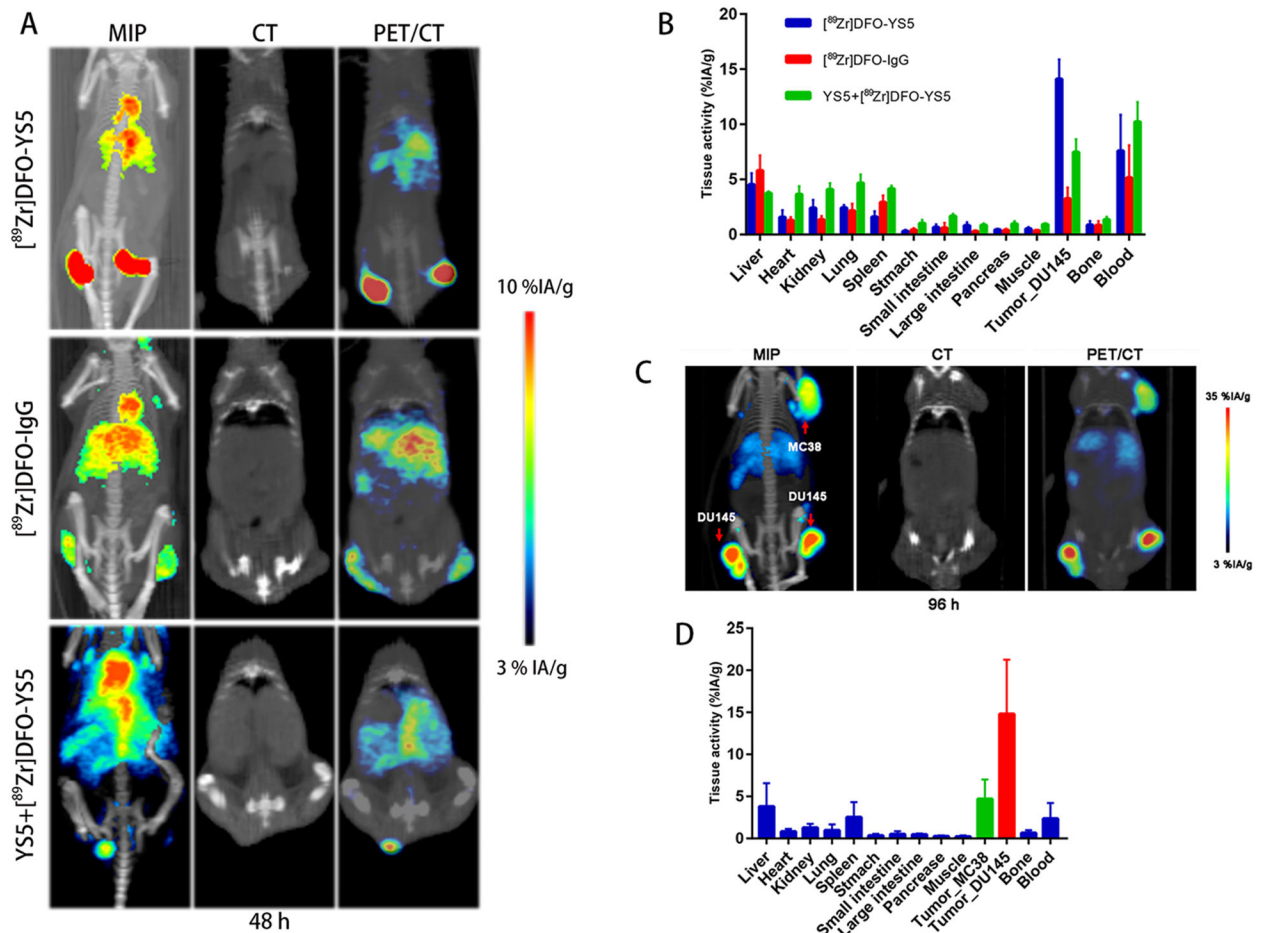 A
MIP
CT
PET/CT
[⁸⁹Zr]DFO-YS5
[⁸⁹Zr]DFO-IgG
YS5+[⁸⁹Zr]DFO-YS5
48 h
10 %IA/g
3 % IA/g
B
Tissue activity (%IA/g)
20
15
10
5
0
[⁸⁹Zr]DFO-YS5
[⁸⁹Zr]DFO-IgG
YS5+[⁸⁹Zr]DFO-YS5
Liver
Heart
Kidney
Lung
Spleen
Stmach
Small intestine
Large intestine
Pancreas
Muscle
Tumor_DU145
Bone
Blood
C
MIP
CT
PET/CT
MC38
DU145
DU145
96 h
35 %IA/g
3 %IA/g
D
Tissue activity (%IA/g)
25
20
15
10
5
0
Liver
Heart
Kidney
Lung
Spleen
Stmach
Small intestine
Large intestine
Pancrease
Muscle
Tumor_MC38
Tumor_DU145
Bone
Blood